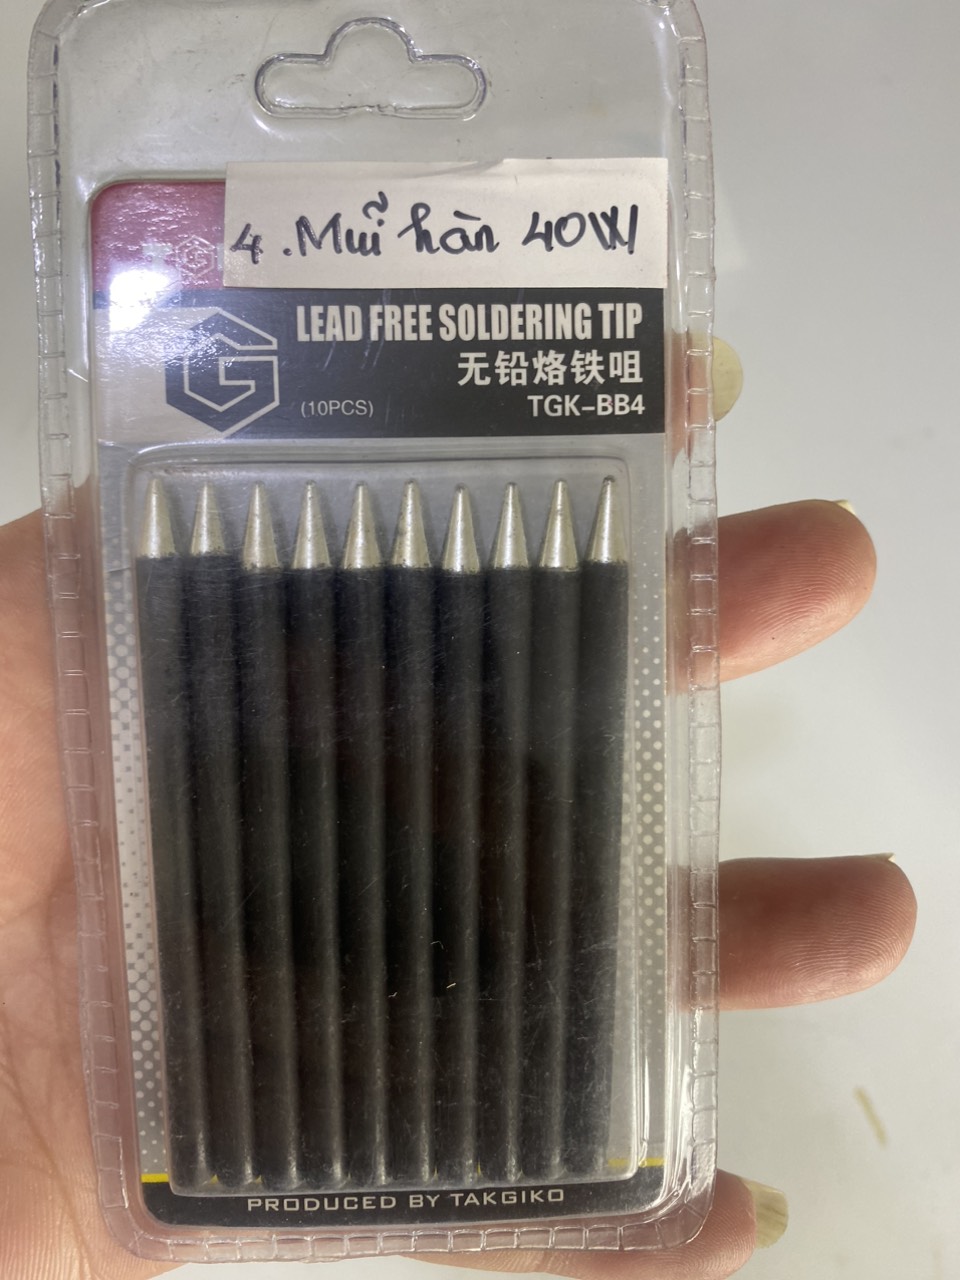 4. Mũi hàn 40W
LEAD FREE SOLDERING TIP
无铅烙铁咀
(10PCS)
TGK-BB4
PRODUCED BY TAKGIKO